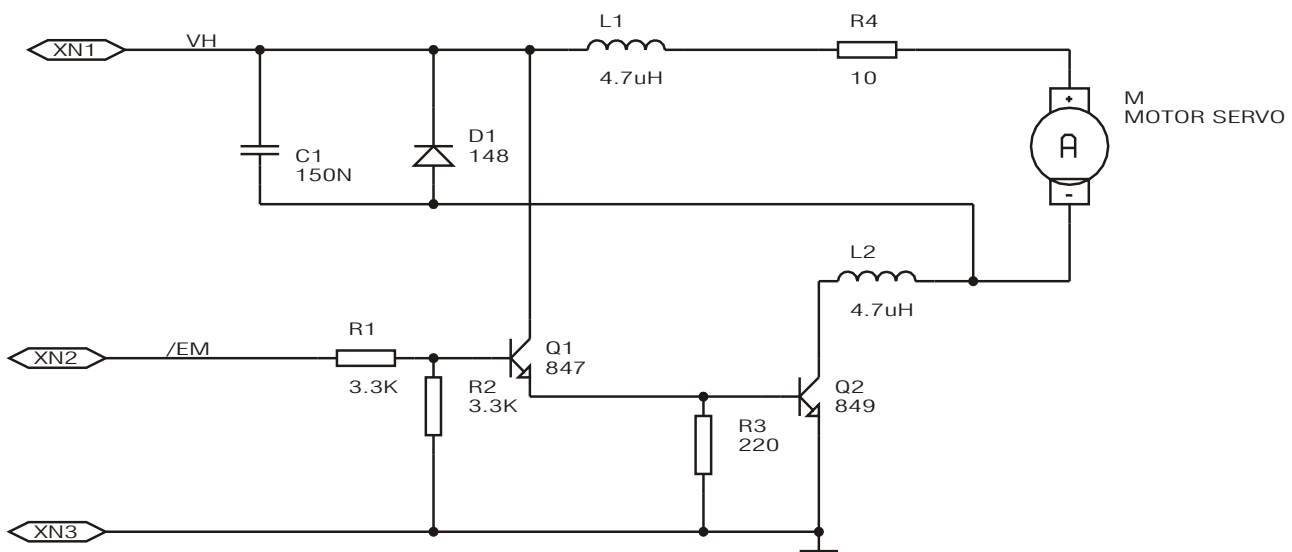 L1
R4
XN1
VH
4.7uH
10
M
MOTOR SERVO
+
A
-
C1
150N
D1
148
L2
4.7uH
R1
XN2
/EM
3.3K
R2
3.3K
Q1
847
Q2
849
R3
220
XN3